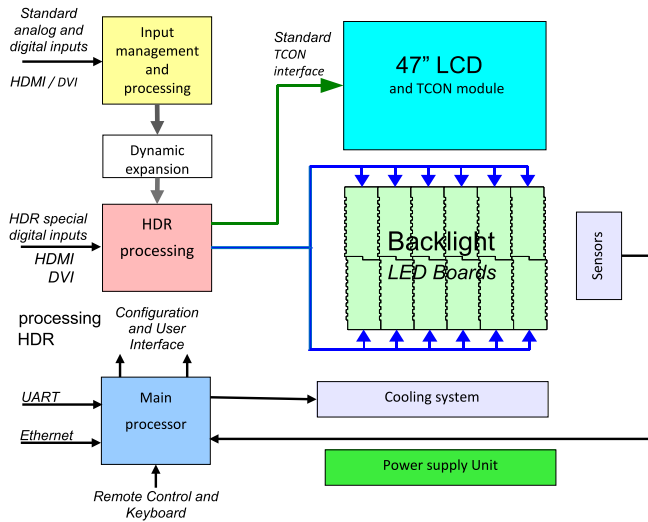 Standard
analog and
digital inputs
HDMI / DVI
Input
management
and
processing
Standard
TCON
interface
47” LCD
and TCON module
Dynamic
expansion
HDR special
digital inputs
HDMI
DVI
HDR
processing
Backlight
LED Boards
Sensors
processing
HDR
Configuration
and User
Interface
UART
Ethernet
Main
processor
Cooling system
Power supply Unit
Remote Control and
Keyboard